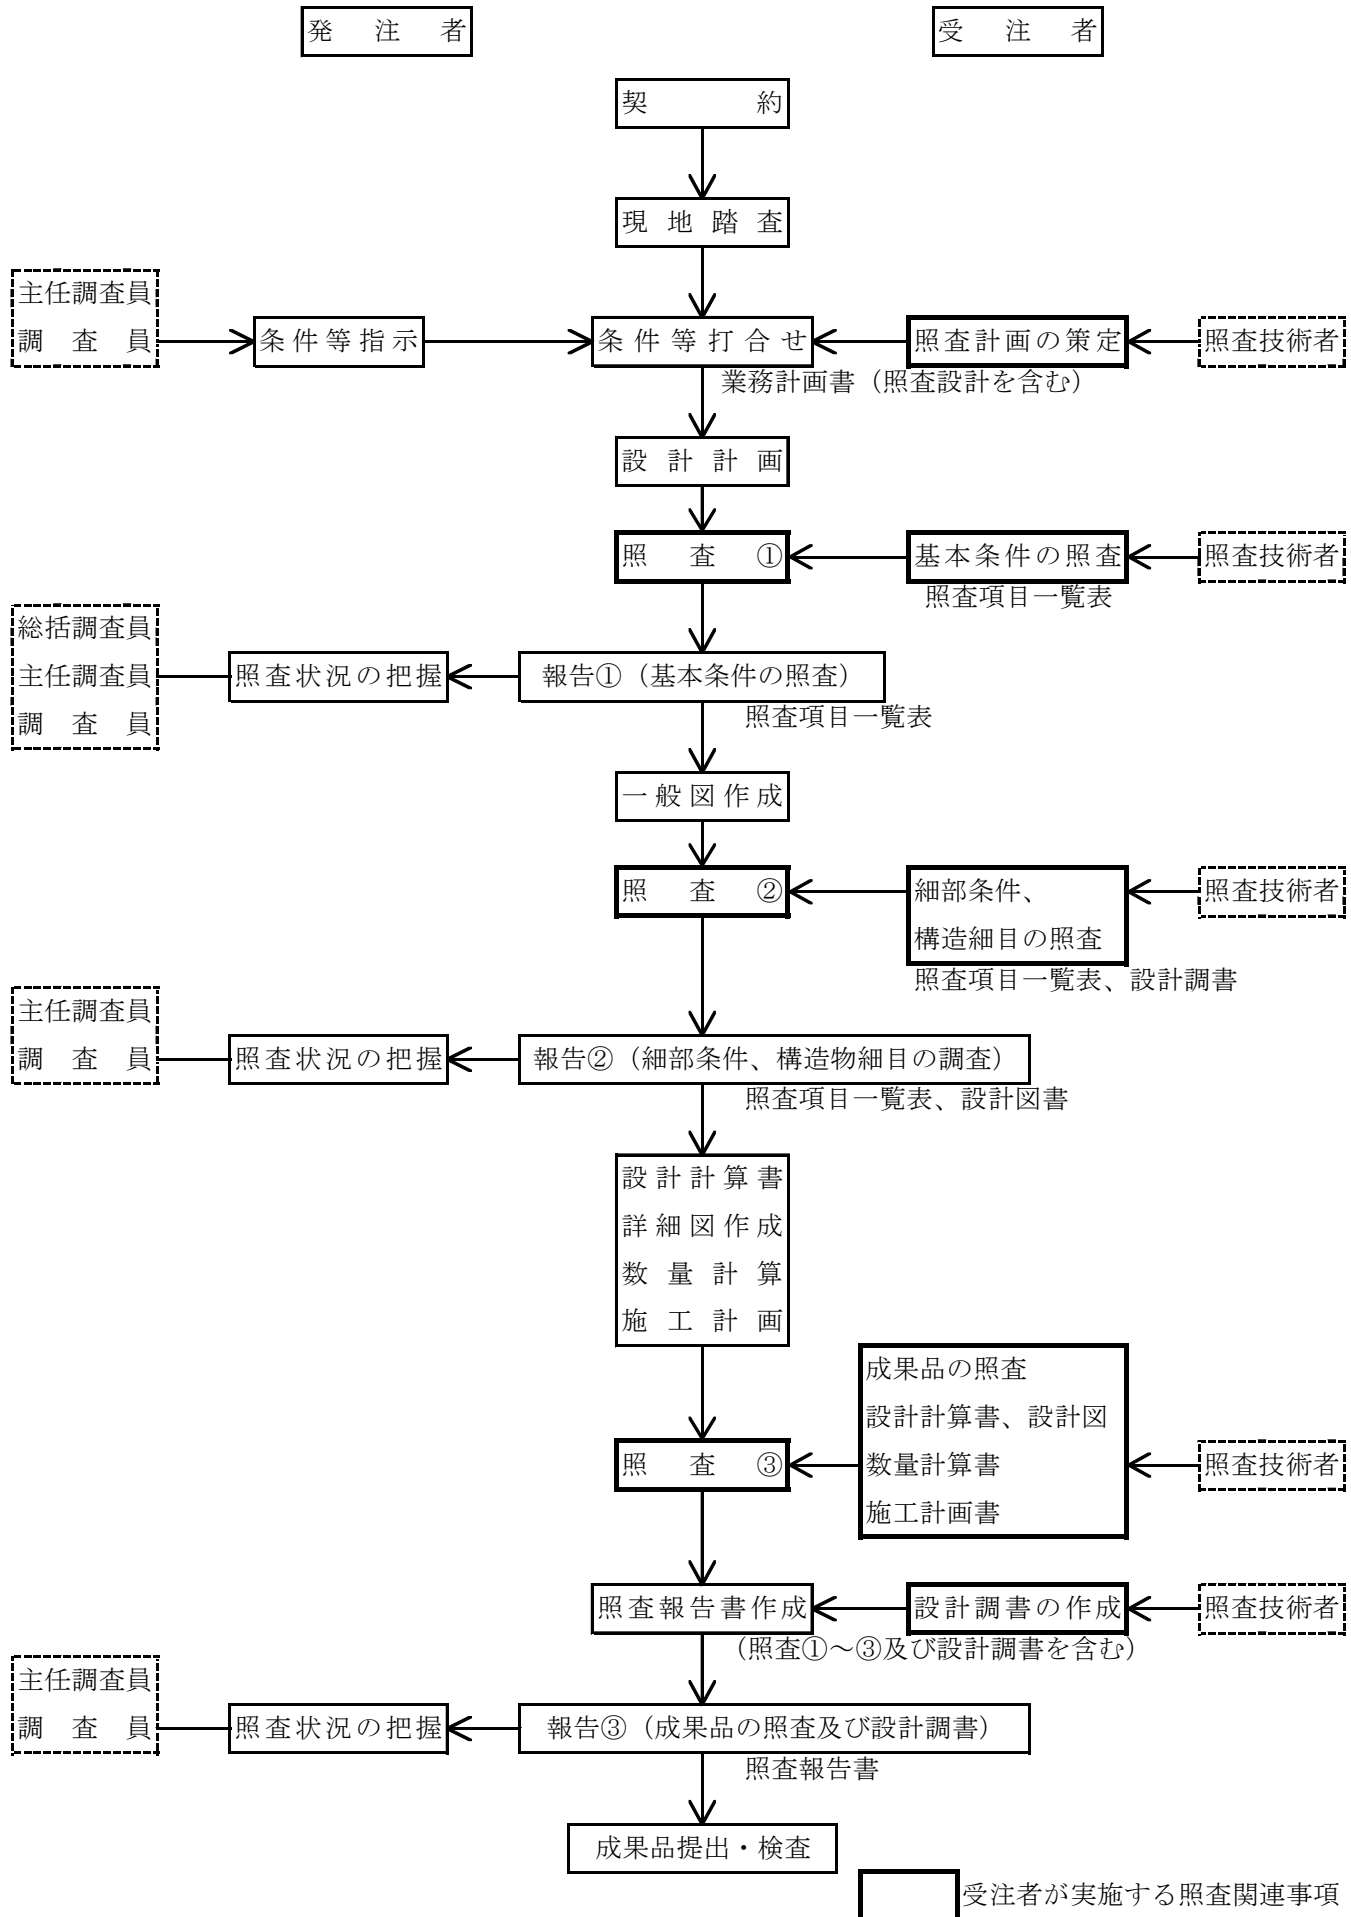 発注者
受注者
契約
現地踏査
主任調査員
調査員
条件等指示
条件等打合せ
照査計画の策定
照査技術者
業務計画書（照査設計を含む）
設計計画
照査①
基本条件の照査
照査技術者
照査項目一覧表
総括調査員
主任調査員
調査員
照査状況の把握
報告①（基本条件の照査）
照査項目一覧表
一般図作成
照査②
細部条件、
構造細目の照査
照査技術者
照査項目一覧表、設計調書
主任調査員
調査員
照査状況の把握
報告②（細部条件、構造物細目の調査）
照査項目一覧表、設計図書
設計計算書
詳細図作成
数量計算
施工計画
成果品の照査
設計計算書、設計図
数量計算書
施工計画書
照査③
照査技術者
照査報告書作成
設計調書の作成
照査技術者
（照査①～③及び設計調書を含む）
主任調査員
調査員
照査状況の把握
報告③（成果品の照査及び設計調書）
照査報告書
成果品提出・検査
受注者が実施する照査関連事項